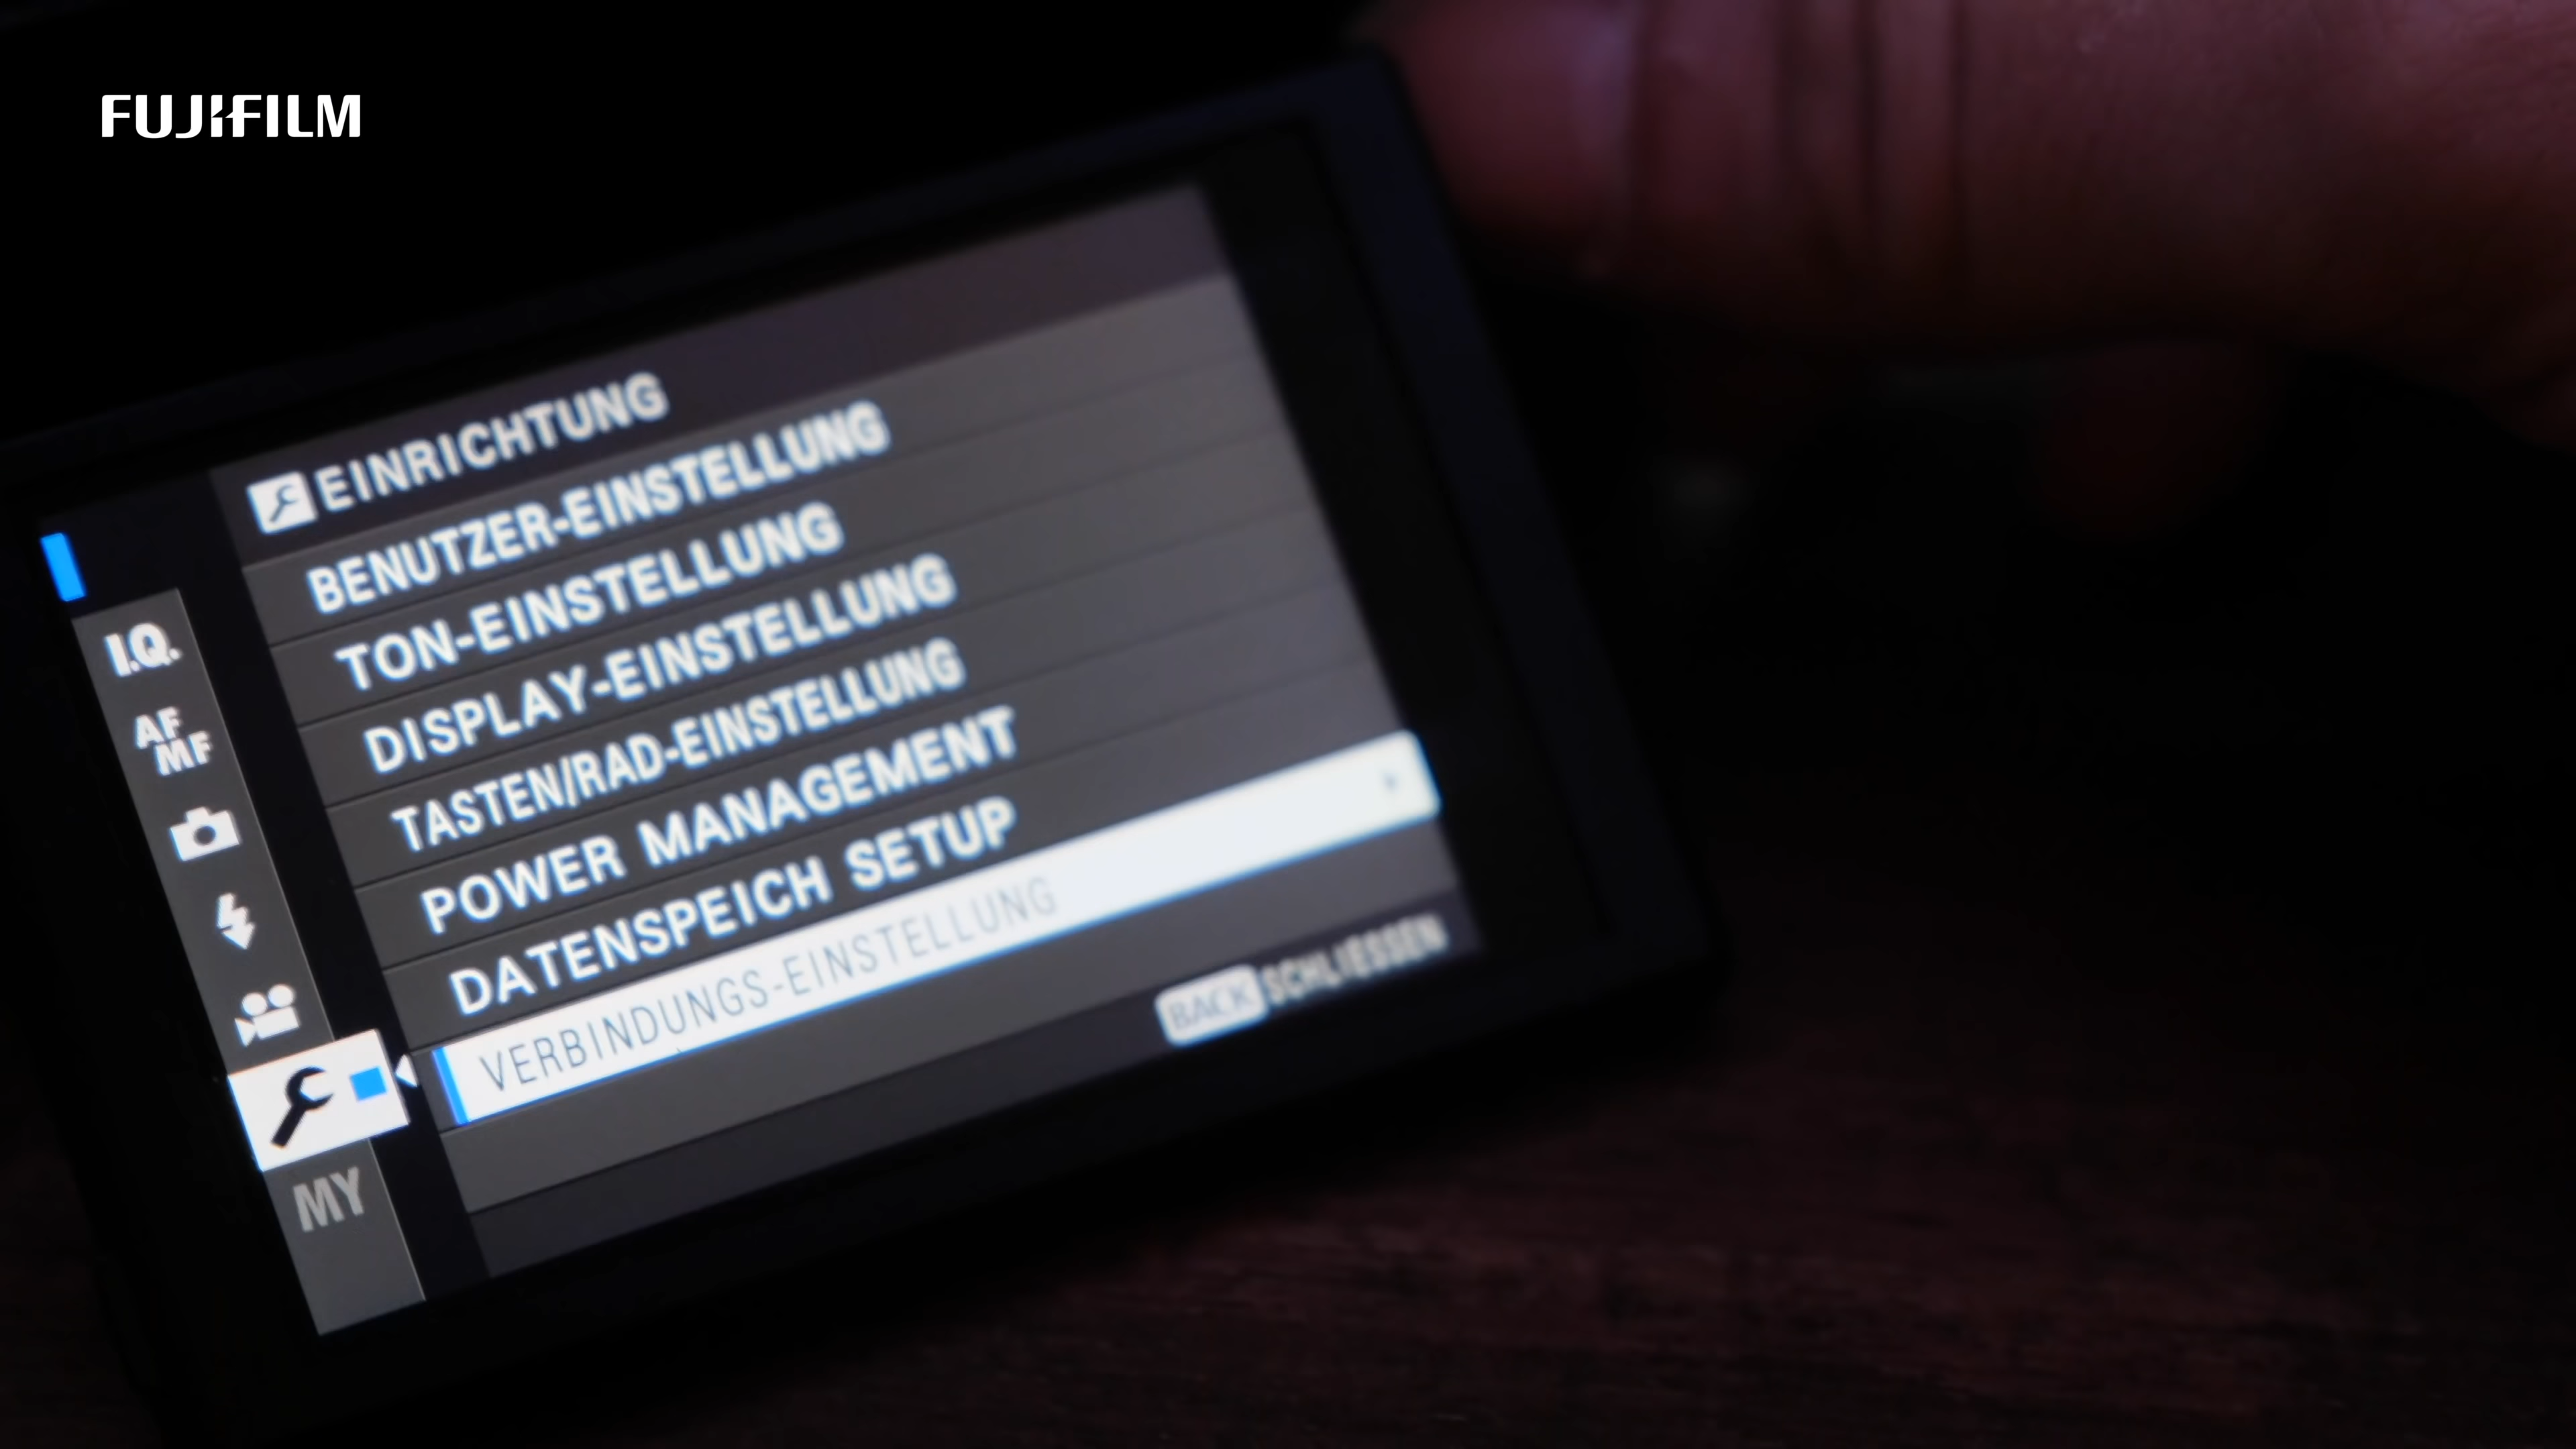 FUJIFILM
EINRICHTUNG
BENUTZER-EINSTELLUNG
TON-EINSTELLUNG
DISPLAY-EINSTELLUNG
TASTEN/RAD-EINSTELLUNG
POWER MANAGEMENT
DATENSPEICH SETUP
VERBINDUNGS-EINSTELLUNG
BACK SCHLIESSEN
I.Q.
AF
MF
MY